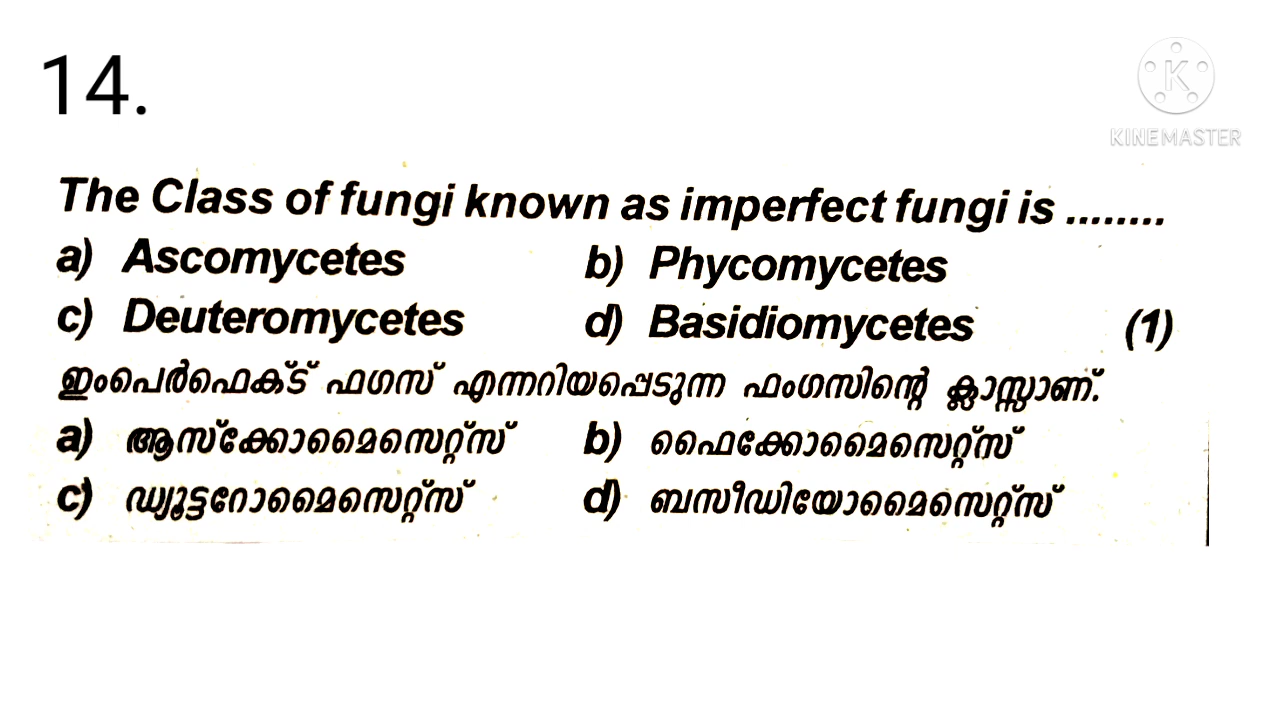 14.
KINEMASTER
The Class of fungi known as imperfect fungi is ........
a) Ascomycetes b) Phycomycetes
c) Deuteromycetes d) Basidiomycetes (1)
ഇംപെർഫെക്ട് ഫഗസ് എന്നറിയപ്പെടുന്ന ഫംഗസിന്റെ ക്ലാസ്സാണ്.
a) ആസ്ക്കോമൈസെറ്റ്സ് b) ഫൈക്കോമൈസെറ്റ്സ്
c) ഡ്യൂട്ടറോമൈസെറ്റ്സ് d) ബസീഡിയോമൈസെറ്റ്സ്